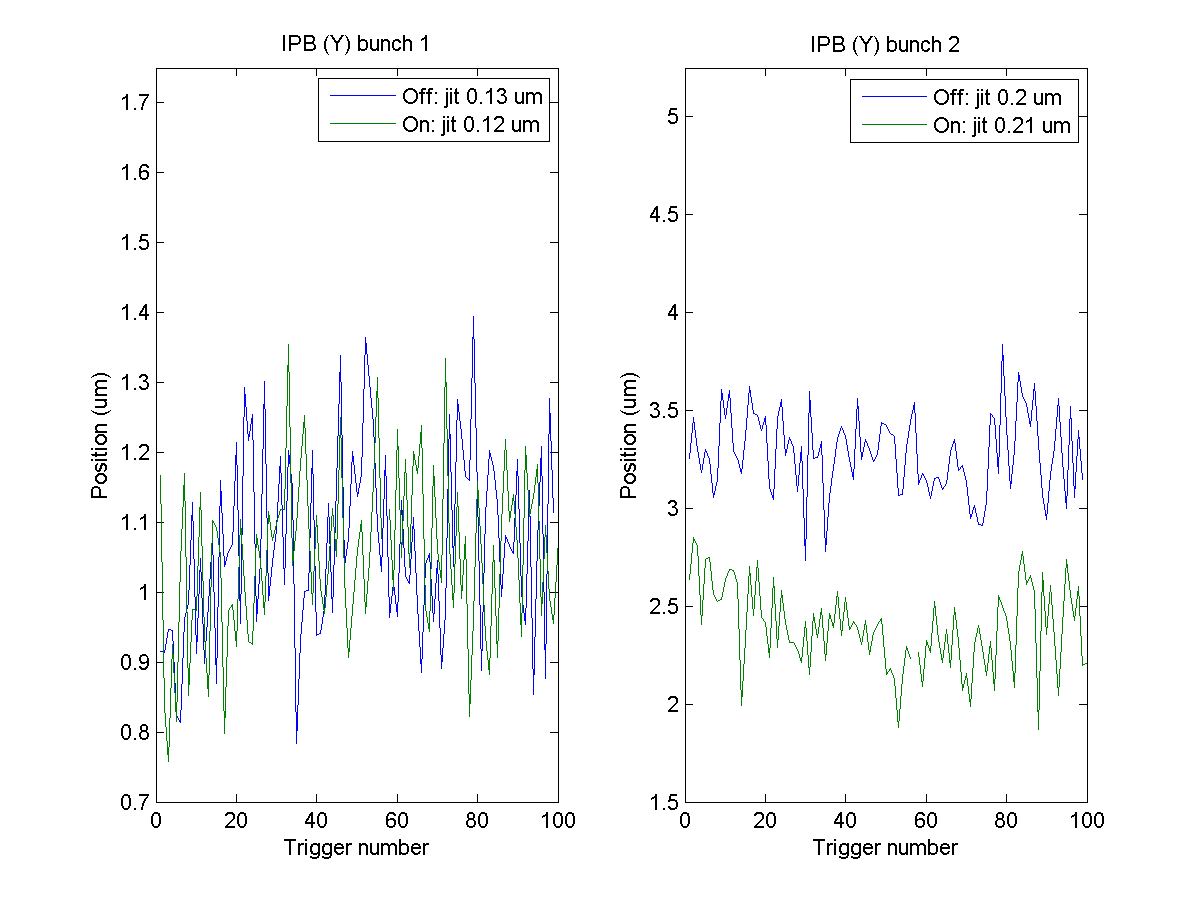 IPB (Y) bunch 1
Off: jit 0.13 um
On: jit 0.12 um
1.7
1.6
1.5
1.4
1.3
1.2
1.1
1
0.9
0.8
0.7
Position (um)
0 20 40 60 80 100
Trigger number
IPB (Y) bunch 2
Off: jit 0.2 um
On: jit 0.21 um
5
4.5
4
3.5
3
2.5
2
1.5
Position (um)
0 20 40 60 80 100
Trigger number